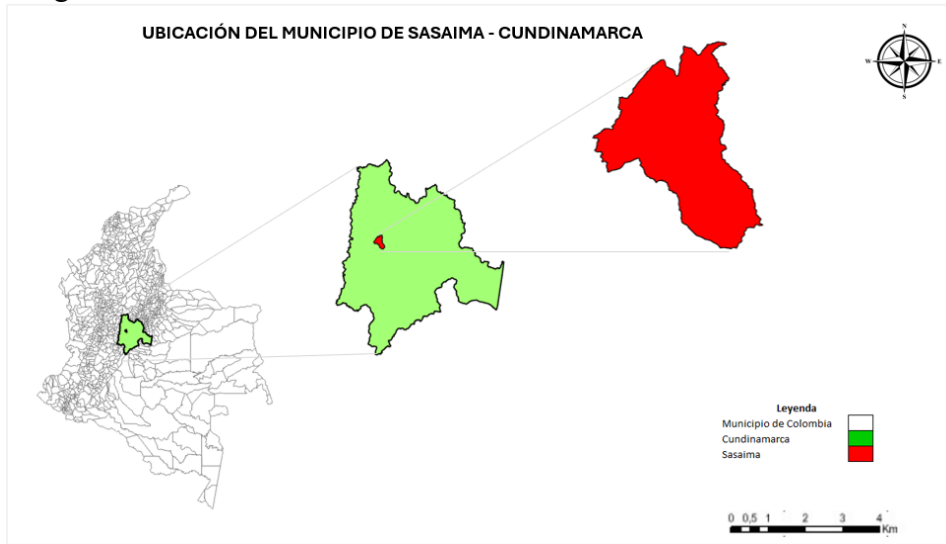 UBICACIÓN DEL MUNICIPIO DE SASAIMA - CUNDINAMARCA
N
W E
S
Leyenda
Municipio de Colombia
Cundinamarca
Sasaima
0 0,5 1 2 3 4
Km